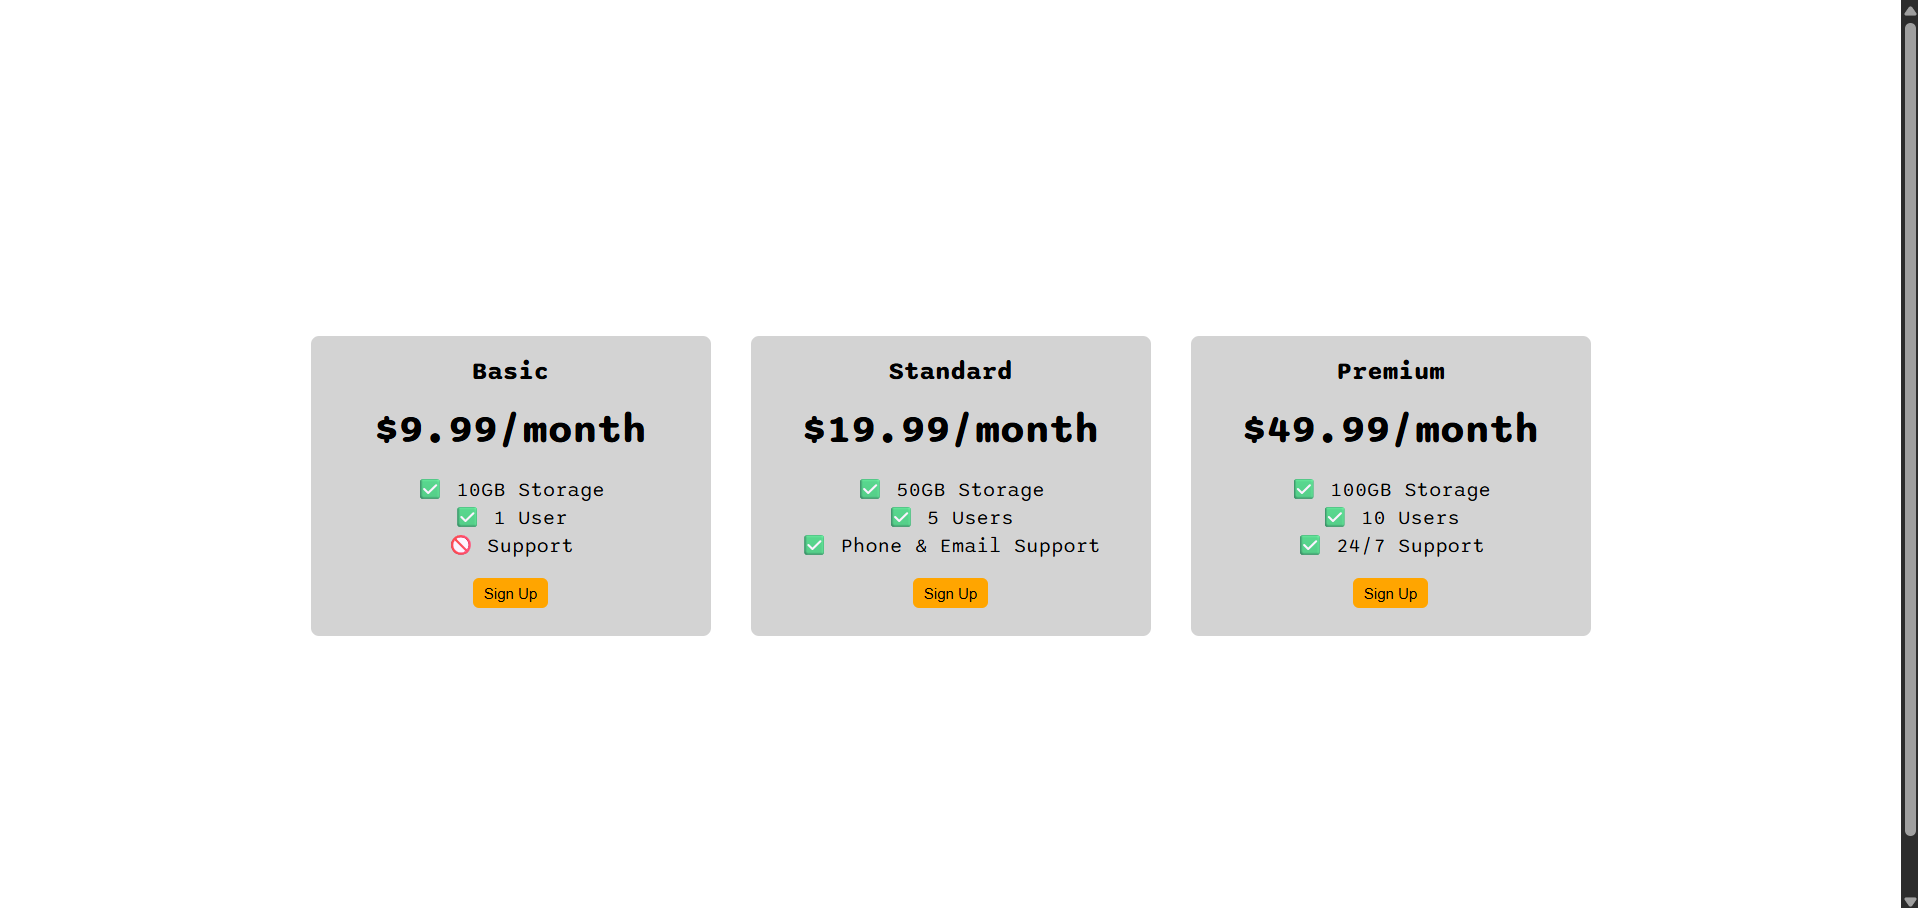 Basic
$9.99/month
✅ 10GB Storage
✅ 1 User
🚫 Support
Sign Up
Standard
$19.99/month
✅ 50GB Storage
✅ 5 Users
✅ Phone & Email Support
Sign Up
Premium
$49.99/month
✅ 100GB Storage
✅ 10 Users
✅ 24/7 Support
Sign Up